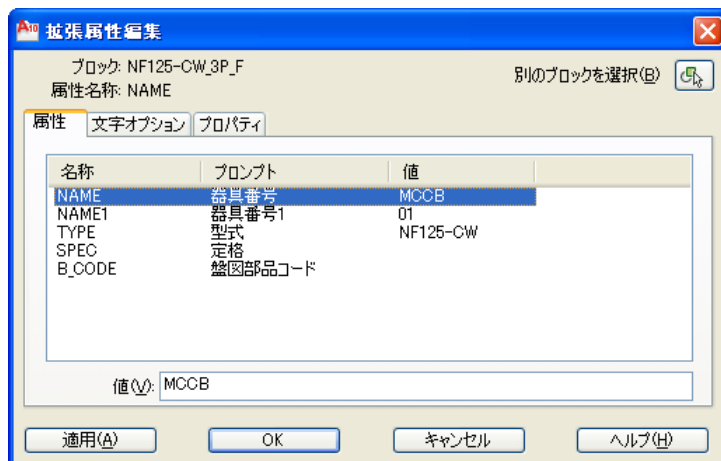 A10 拡張属性編集
ブロック: NF125-CW_3P_F
別のブロックを選択(B)
属性名称: NAME
属性 文字オプション プロパティ
名称 プロンプト 値
NAME 器具番号 MCCB
NAME1 器具番号1 01
TYPE 型式 NF125-CW
SPEC 定格
B_CODE 盤図部品コード
値(V): MCCB
適用(A) OK キャンセル ヘルプ(H)